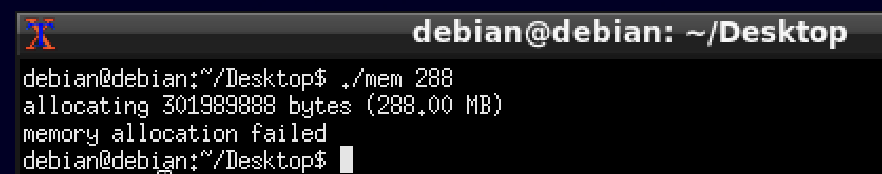 debian@debian: ~/Desktop
debian@debian:~/Desktop$ ./mem 288
allocating 301989888 bytes (288.00 MB)
memory allocation failed
debian@debian:~/Desktop$